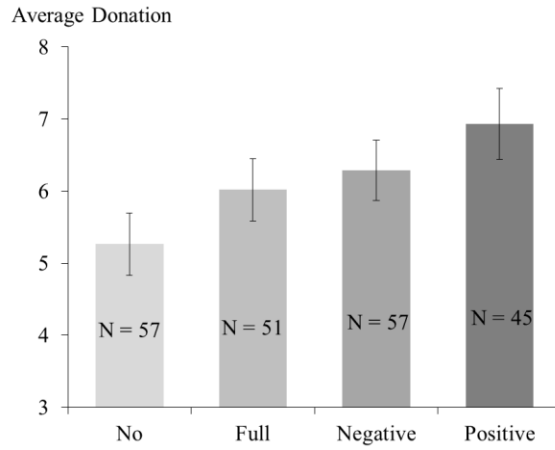 Average Donation
8
7
6
5
4
3
N = 57
N = 51
N = 57
N = 45
No
Full
Negative
Positive